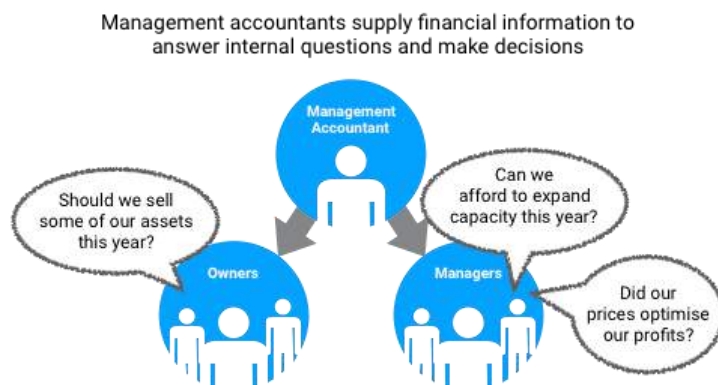 Management accountants supply financial information to
answer internal questions and make decisions
Management
Accountant
Should we sell
some of our assets
this year?
Can we
afford to expand
capacity this year?
Owners
Managers
Did our
prices optimise
our profits?